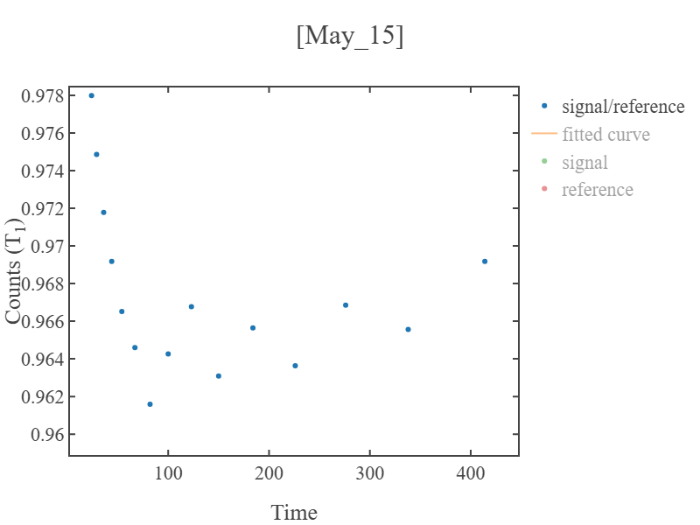 [May_15]
signal/reference
fitted curve
signal
reference
Counts (T1)
0.978
0.976
0.974
0.972
0.97
0.968
0.966
0.964
0.962
0.96
100 200 300 400
Time